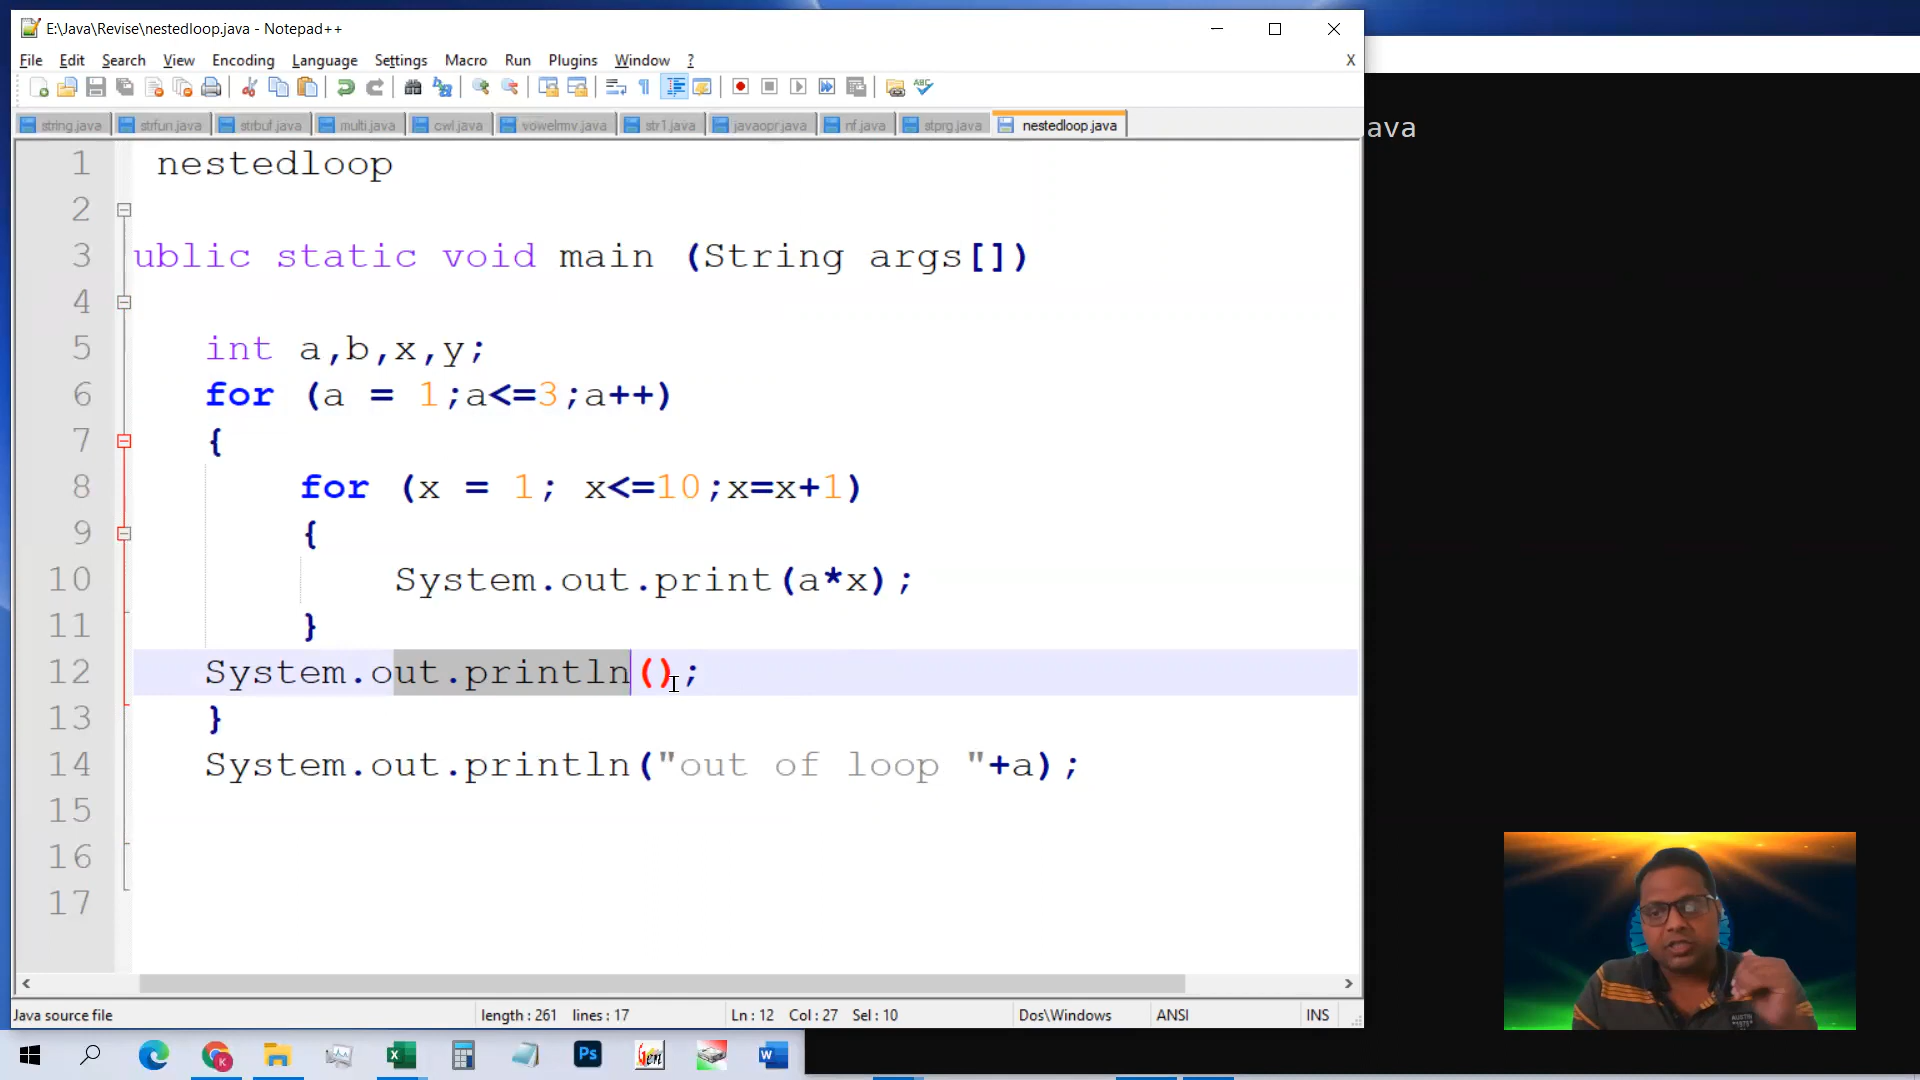 E:\Java\Revise\nestedloop.java - Notepad++
File Edit Search View Encoding Language Settings Macro Run Plugins Window ? X
ABC
string.java strfun.java strbuf.java multi.java cwl.java vowelrmv.java str1.java javaopr.java nf.java stprg.java nestedloop.java
ava
1 nestedloop
2
3 ublic static void main (String args[])
4
5 int a,b,x,y;
6 for (a = 1;a<=3;a++)
7 {
8 for (x = 1; x<=10;x=x+1)
9 {
10 System.out.print(a*x);
11 }
12 System.out.println();
13 }
14 System.out.println("out of loop "+a);
15
16
17
Java source file length : 261 lines : 17 Ln : 12 Col : 27 Sel : 10 Dos\Windows ANSI INS
K Ps Gen W